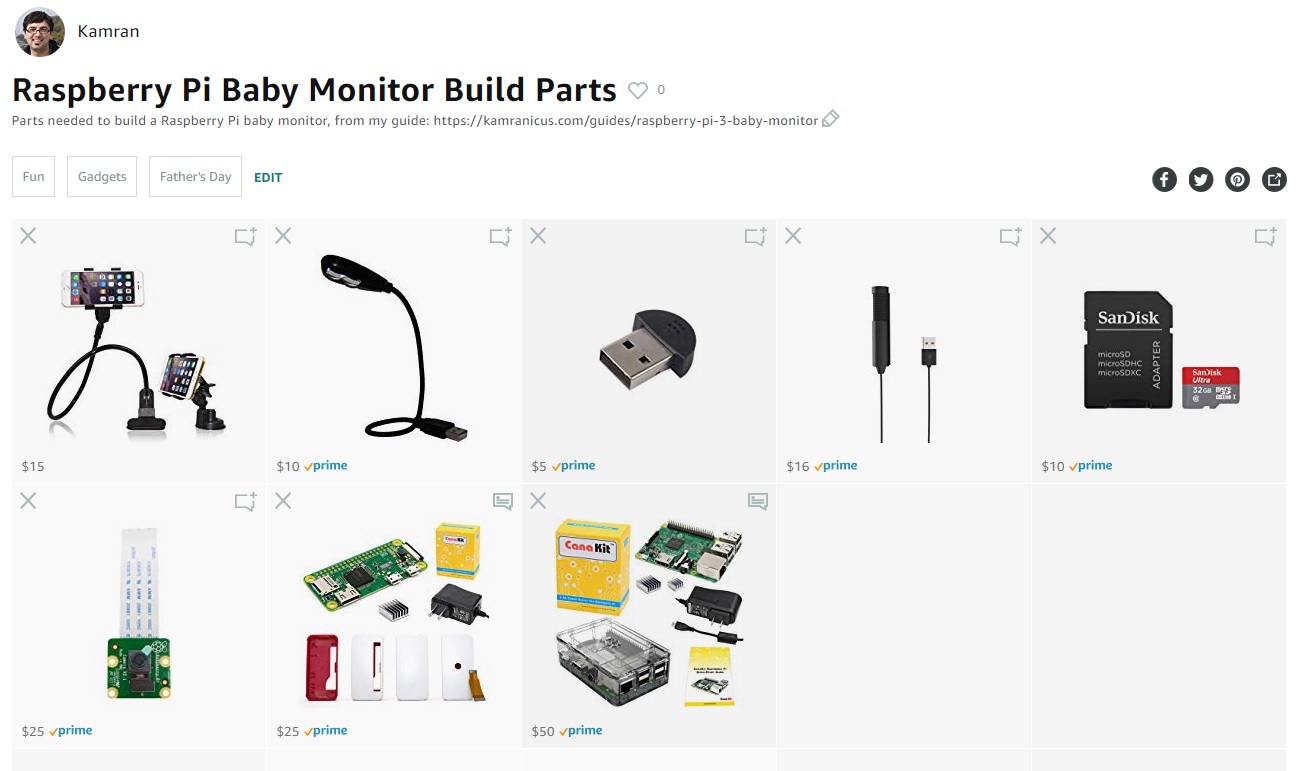 Kamran
Raspberry Pi Baby Monitor Build Parts 0
Parts needed to build a Raspberry Pi baby monitor, from my guide: https://kamranicus.com/guides/raspberry-pi-3-baby-monitor
Fun Gadgets Father's Day EDIT
SanDisk
microSD
microSDHC
microSDXC
ADAPTER
SanDisk
Ultra
32GB
$15
$10 prime
$5 prime
$16 prime
$10 prime
CanaKit
CanaKit
$25 prime
$25 prime
$50 prime